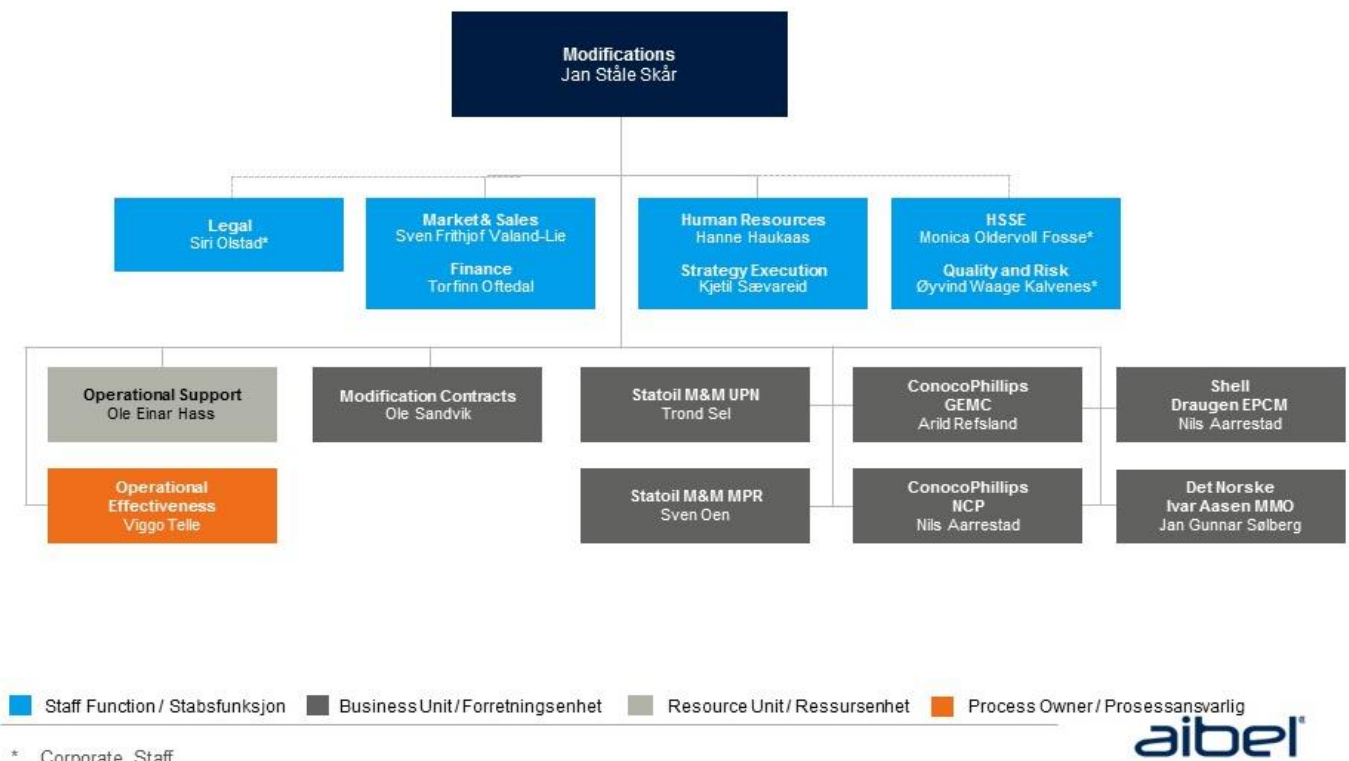 Modifications
Jan Ståle Skår
Legal
Siri Olstad*
Market & Sales
Sven Frithjof Valand-Lie
Finance
Torfinn Oftedal
Human Resources
Hanne Haukaas
Strategy Execution
Kjetil Sævareid
HSSE
Monica Oldervoll Fosse*
Quality and Risk
Øyvind Waage Kalvenes*
Operational Support
Ole Einar Hass
Modification Contracts
Ole Sandvik
Statoil M&M UPN
Trond Sel
ConocoPhillips
GEMC
Arild Refsland
Shell
Draugen EPCM
Nils Aarrestad
Operational
Effectiveness
Viggo Telle
Statoil M&M MPR
Sven Oen
ConocoPhillips
NCP
Nils Aarrestad
Det Norske
Ivar Aasen MMO
Jan Gunnar Sølberg
Staff Function / Stabsfunksjon
Business Unit / Forretningsenhet
Resource Unit / Ressursenhet
Process Owner / Prosessansvarlig
* Corporate Staff
aibel